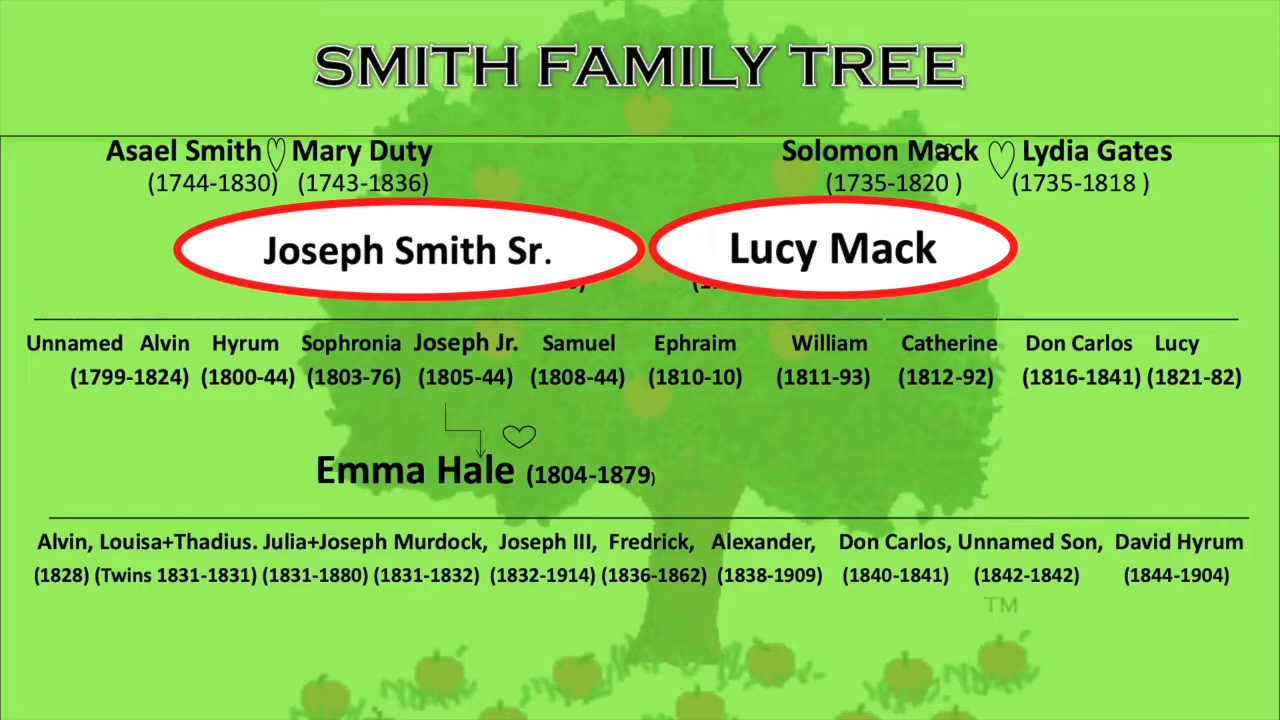 SMITH FAMILY TREE
Asael Smith Mary Duty Solomon Mack Lydia Gates
(1744-1830) (1743-1836) (1735-1820 ) (1735-1818 )
Joseph Smith Sr. Lucy Mack
Unnamed Alvin Hyrum Sophronia Joseph Jr. Samuel Ephraim William Catherine Don Carlos Lucy
(1799-1824) (1800-44) (1803-76) (1805-44) (1808-44) (1810-10) (1811-93) (1812-92) (1816-1841) (1821-82)
Emma Hale (1804-1879)
Alvin, Louisa+Thadius. Julia+Joseph Murdock, Joseph III, Fredrick, Alexander, Don Carlos, Unnamed Son, David Hyrum
(1828) (Twins 1831-1831) (1831-1880) (1831-1832) (1832-1914) (1836-1862) (1838-1909) (1840-1841) (1842-1842) (1844-1904)
TM